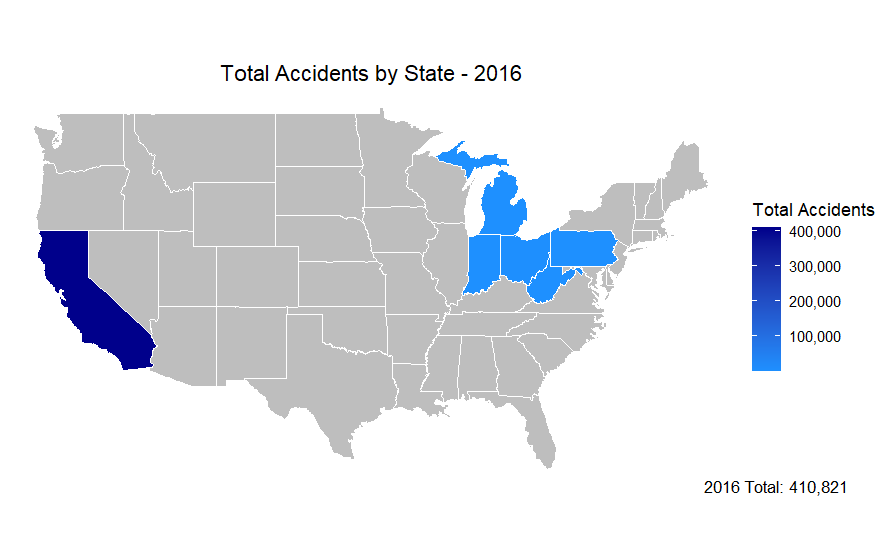 Total Accidents by State - 2016
Total Accidents
400,000
300,000
200,000
100,000
2016 Total: 410,821